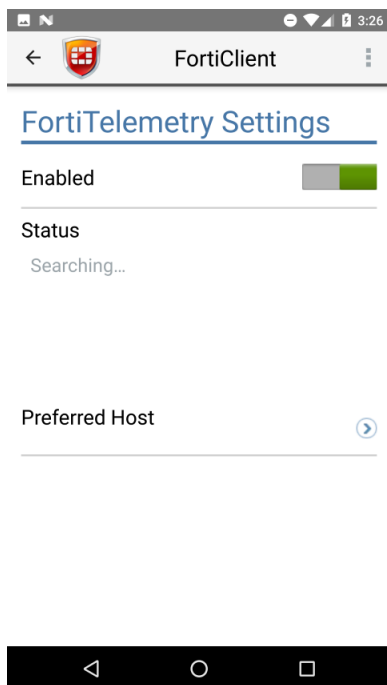 3:26
FortiClient
FortiTelemetry Settings
Enabled
Status
Searching...
Preferred Host